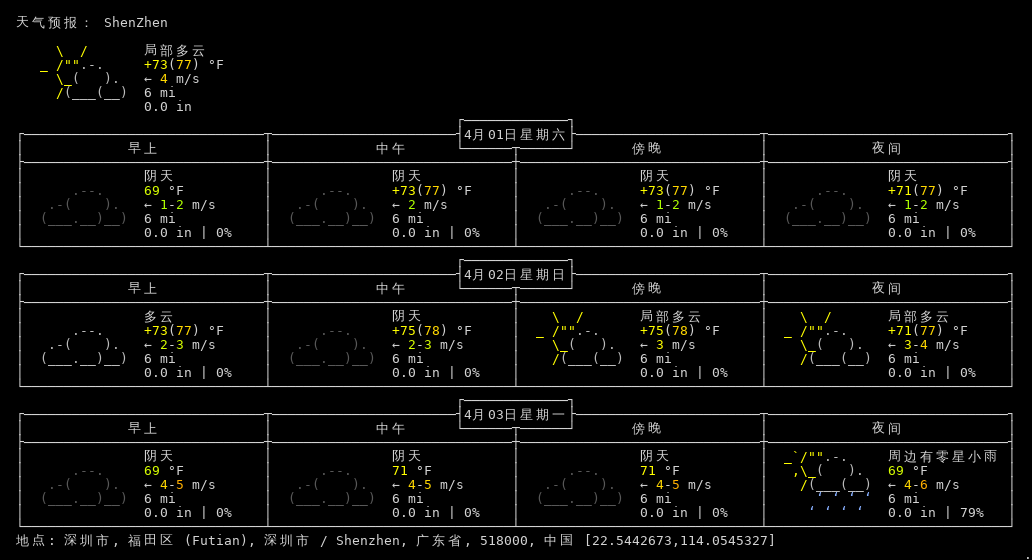 天气预报： ShenZhen
局部多云
+73(77) °F
← 4 m/s
6 mi
0.0 in
4月01日星期六
早上 中午 傍晚 夜间
阴天 阴天 阴天 阴天
69 °F +73(77) °F +73(77) °F +71(77) °F
← 1-2 m/s ← 2 m/s ← 1-2 m/s ← 1-2 m/s
6 mi 6 mi 6 mi 6 mi
0.0 in | 0% 0.0 in | 0% 0.0 in | 0% 0.0 in | 0%
4月02日星期日
早上 中午 傍晚 夜间
多云 阴天 局部多云 局部多云
+73(77) °F +75(78) °F +75(78) °F +71(77) °F
← 2-3 m/s ← 2-3 m/s ← 3 m/s ← 3-4 m/s
6 mi 6 mi 6 mi 6 mi
0.0 in | 0% 0.0 in | 0% 0.0 in | 0% 0.0 in | 0%
4月03日星期一
早上 中午 傍晚 夜间
阴天 阴天 阴天 周边有零星小雨
69 °F 71 °F 71 °F 69 °F
← 4-5 m/s ← 4-5 m/s ← 4-5 m/s ← 4-6 m/s
6 mi 6 mi 6 mi 6 mi
0.0 in | 0% 0.0 in | 0% 0.0 in | 0% 0.0 in | 79%
地点: 深圳市, 福田区 (Futian), 深圳市 / Shenzhen, 广东省, 518000, 中国 [22.5442673,114.0545327]